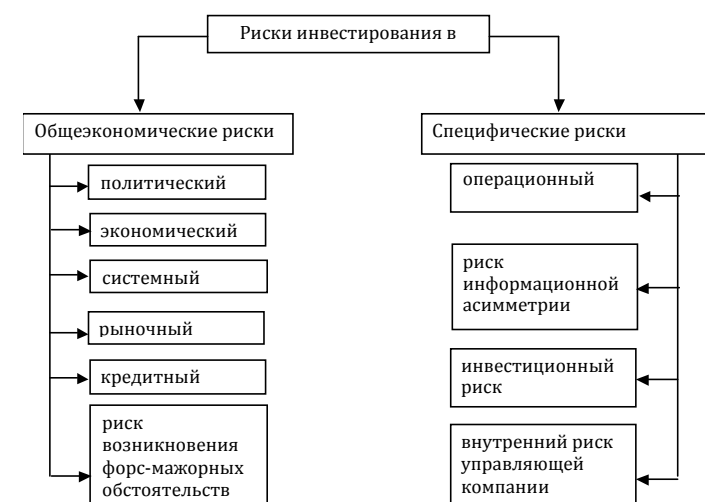 Риски инвестирования в
Общеэкономические риски
политический
экономический
системный
рыночный
кредитный
риск
возникновения
форс-мажорных
обстоятельств
Специфические риски
операционный
риск
информационной
асимметрии
инвестиционный
риск
внутренний риск
управляющей
компании